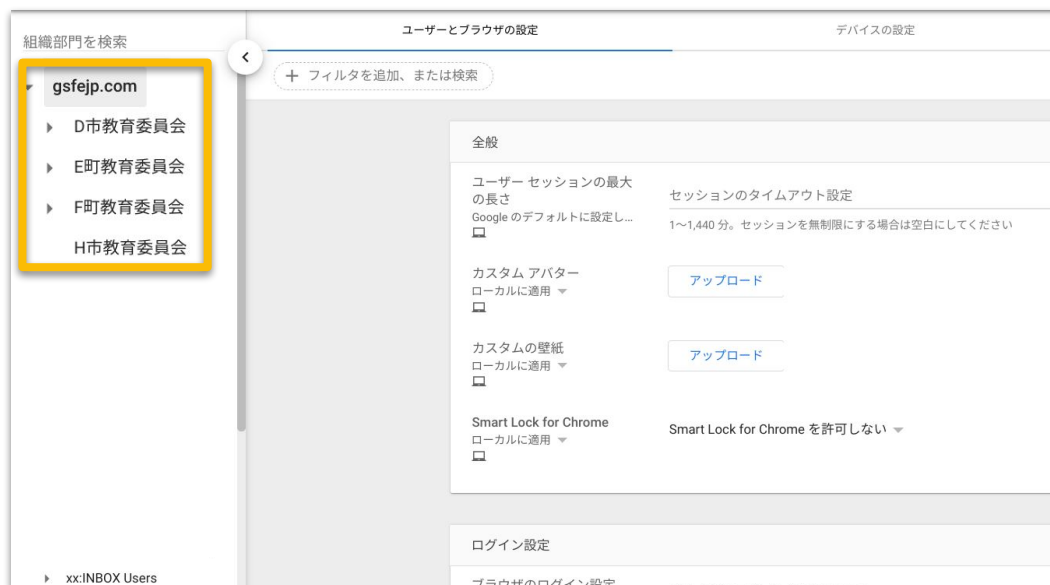 組織部門を検索
gsfejp.com
D市教育委員会
E町教育委員会
F町教育委員会
H市教育委員会
xx:INBOX Users
ユーザーとブラウザの設定
デバイスの設定
フィルタを追加、または検索
全般
ユーザー セッションの最大
の長さ
Google のデフォルトに設定し...
セッションのタイムアウト設定
1〜1,440 分。セッションを無制限にする場合は空白にしてください
カスタム アバター
ローカルに適用
アップロード
カスタムの壁紙
ローカルに適用
アップロード
Smart Lock for Chrome
ローカルに適用
Smart Lock for Chrome を許可しない
ログイン設定
ブラウザのログイン設定